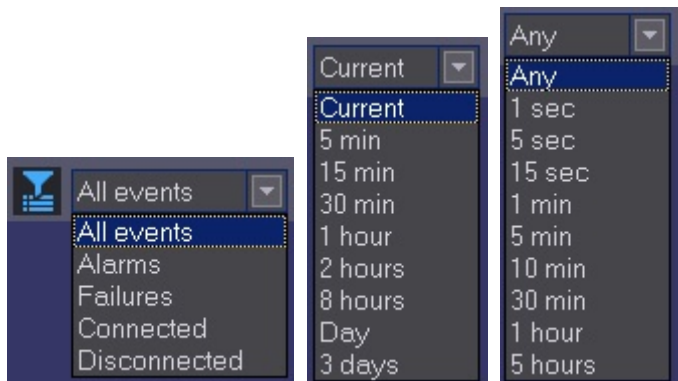 All events
All events
Alarms
Failures
Connected
Disconnected
Current
Current
5 min
15 min
30 min
1 hour
2 hours
8 hours
Day
3 days
Any
Any
1 sec
5 sec
15 sec
1 min
5 min
10 min
30 min
1 hour
5 hours